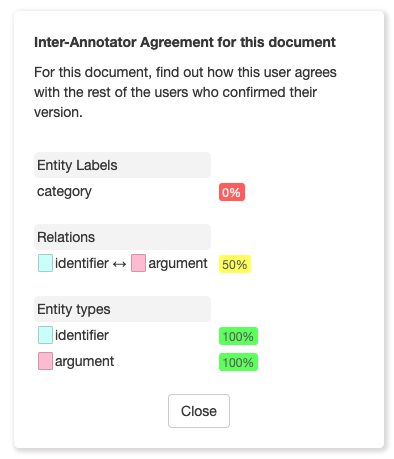 Inter-Annotator Agreement for this document
For this document, find out how this user agrees
with the rest of the users who confirmed their
version.
Entity Labels
category 0%
Relations
identifier ↔ argument 50%
Entity types
identifier 100%
argument 100%
Close